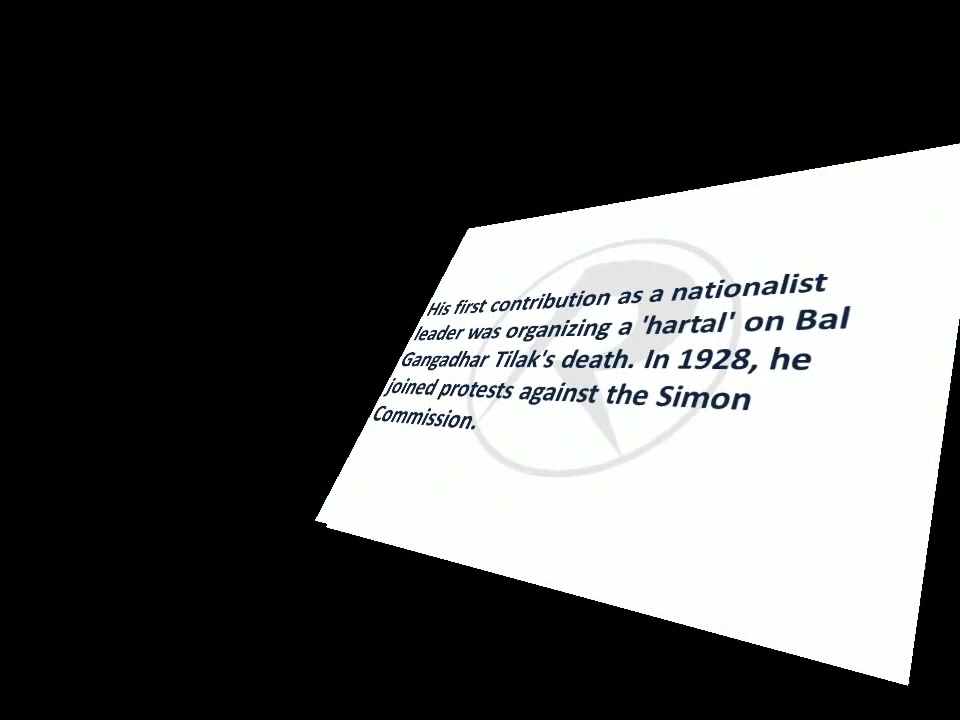 His first contribution as a nationalist
leader was organizing a 'hartal' on Bal
Gangadhar Tilak's death. In 1928, he
joined protests against the Simon
Commission.